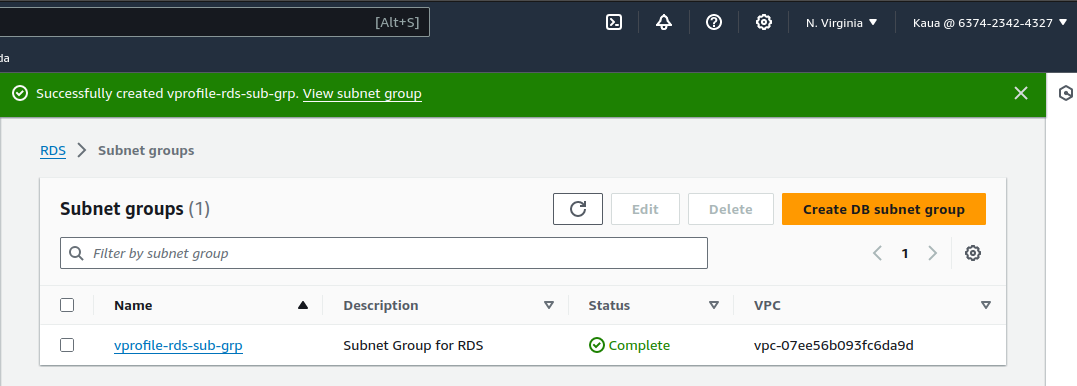 [Alt+S]
N. Virginia
Kaua @ 6374-2342-4327
da
Successfully created vprofile-rds-sub-grp. View subnet group
RDS
Subnet groups
Subnet groups (1)
Edit
Delete
Create DB subnet group
Filter by subnet group
1
Name
Description
Status
VPC
vprofile-rds-sub-grp
Subnet Group for RDS
Complete
vpc-07ee56b093fc6da9d